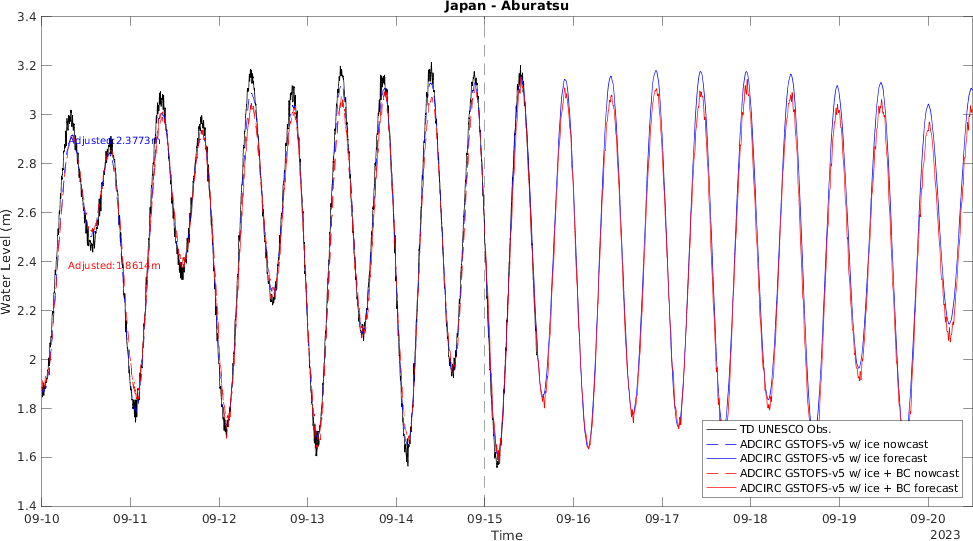 Japan - Aburatsu
3.4
3.2
3
2.8
2.6
2.4
2.2
2
1.8
1.6
1.4
Water Level (m)
Adjusted:2.3773m
Adjusted:1.8614m
TD UNESCO Obs.
ADCIRC GSTOFS-v5 w/ ice nowcast
ADCIRC GSTOFS-v5 w/ ice forecast
ADCIRC GSTOFS-v5 w/ ice + BC nowcast
ADCIRC GSTOFS-v5 w/ ice + BC forecast
09-10 09-11 09-12 09-13 09-14 09-15 09-16 09-17 09-18 09-19 09-20
Time
2023